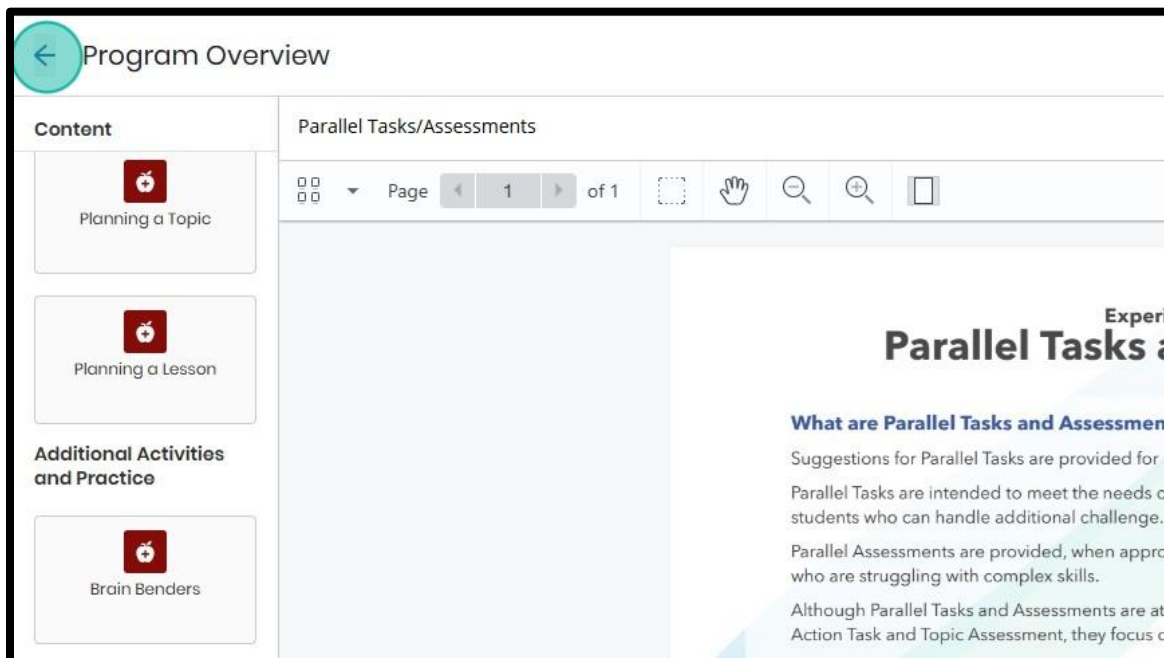 Program Overview
Content
Planning a Topic
Planning a Lesson
Additional Activities
and Practice
Brain Benders
Parallel Tasks/Assessments
Page 1 of 1
Parallel Tasks
What are Parallel Tasks and
Suggestions for Parallel Tasks are provided for
Parallel Tasks are intended to meet the needs
students who can handle additional challenge.
Parallel Assessments are provided, when
who are struggling with complex skills.
Although Parallel Tasks and Assessments are
Action Task and Topic Assessment, they focus